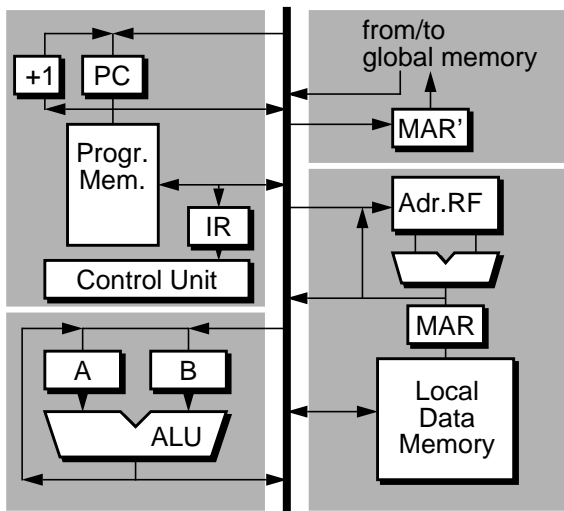 +1
PC
Progr.
Mem.
IR
Control Unit
A
B
ALU
from/to
global memory
MAR'
Adr.RF
MAR
Local
Data
Memory